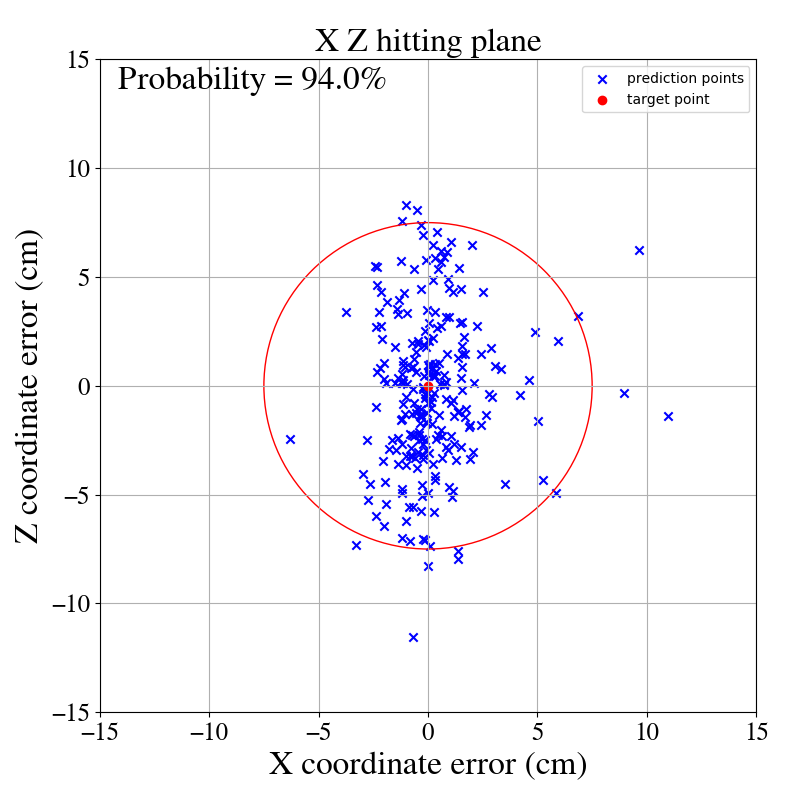 X Z hitting plane
Probability = 94.0%
prediction points
target point
15
10
5
0
−5
−10
−15
Z coordinate error (cm)
−15
−10
−5
0
5
10
15
X coordinate error (cm)